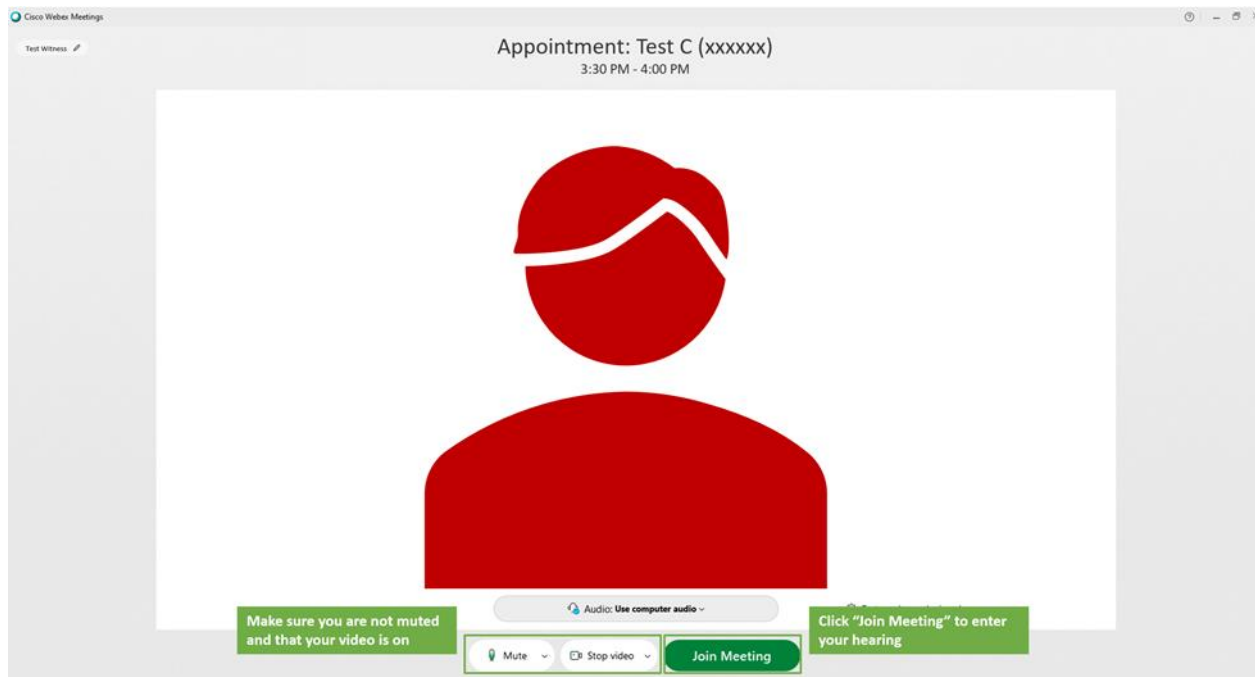 Cisco Webex Meetings
Test Witness
Appointment: Test C (xxxxxx)
3:30 PM - 4:00 PM
Audio: Use computer audio
Make sure you are not muted
and that your video is on
Click "Join Meeting" to enter
your hearing
Mute
Stop video
Join Meeting